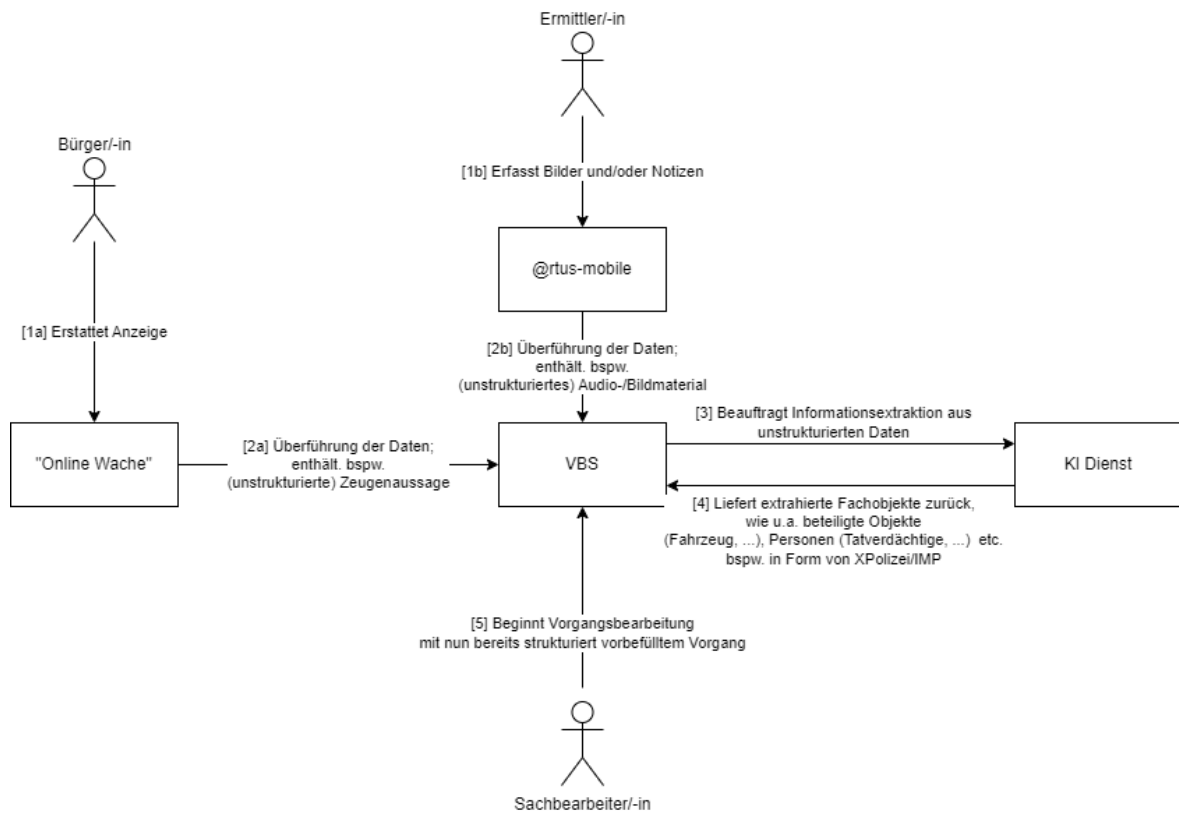 Ermittler/-in
Bürger/-in
[1b] Erfasst Bilder und/oder Notizen
@rtus-mobile
[1a] Erstattet Anzeige
[2b] Überführung der Daten;
enthält. bspw.
(unstrukturiertes) Audio-/Bildmaterial
[3] Beauftragt Informationsextraktion aus
unstrukturierten Daten
"Online Wache"
[2a] Überführung der Daten;
enthält. bspw.
(unstrukturierte) Zeugenaussage
VBS
KI Dienst
[4] Liefert extrahierte Fachobjekte zurück,
wie u.a. beteiligte Objekte
(Fahrzeug, ...), Personen (Tatverdächtige, ...) etc.
bspw. in Form von XPolizei/IMP
[5] Beginnt Vorgangsbearbeitung
mit nun bereits strukturiert vorbefülltem Vorgang
Sachbearbeiter/-in